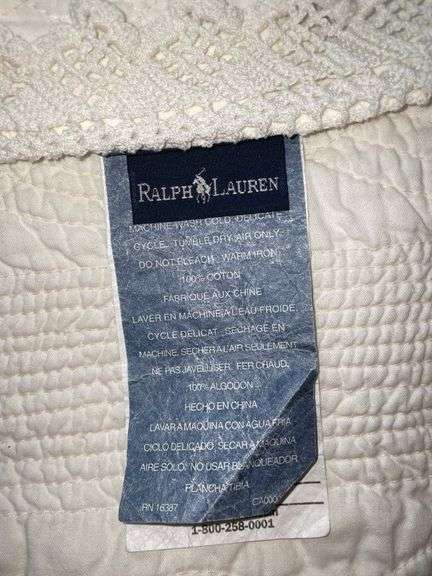 RALPH LAUREN
MACHINE WASH COLD. DELICATE
CYCLE. TUMBLE DRY, AIR ONLY.
DO NOT BLEACH. WARM IRON.
100% COTON
FABRIQUÉ AUX CHINE
LAVER EN MACHINE À L'EAU FROIDE.
CYCLE DÉLICAT. SÉCHAGE EN
MACHINE. SECHER A L'AIR SEULEMENT
NE PAS JAVELLISER. FER CHAUD.
100% ALGODON
HECHO EN CHINA
LAVAR A MAQUINA CON AGUA FRIA
CICLO DELICADO. SECAR A MAQUINA
AIRE SOLO. NO USAR BLANQUEADOR
PLANCHA TIBIA
RN 16387
1-800-258-0001